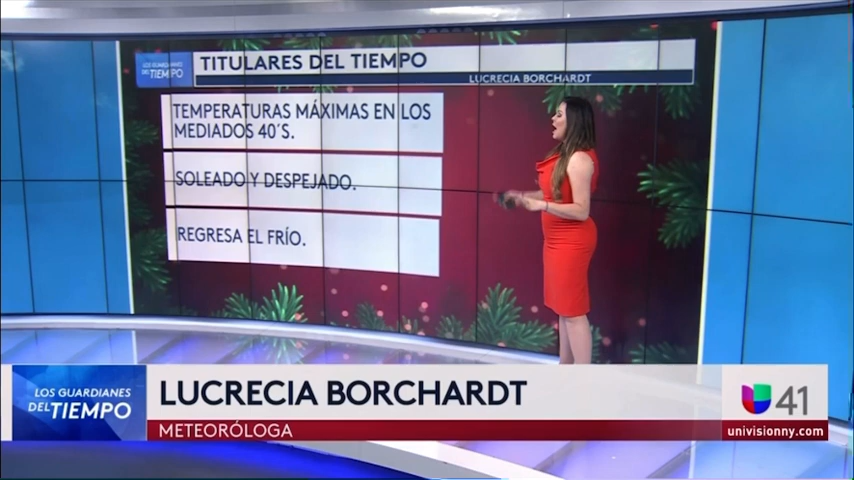 LOS GUARDIANES
DEL TIEMPO
TITULARES DEL TIEMPO
LUCRECIA BORCHARDT
TEMPERATURAS MÁXIMAS EN LOS
MEDIADOS 40´S.
SOLEADO Y DESPEJADO.
REGRESA EL FRÍO.
LOS GUARDIANES
DEL TIEMPO
LUCRECIA BORCHARDT
METEORÓLOGA
41
univisionny.com